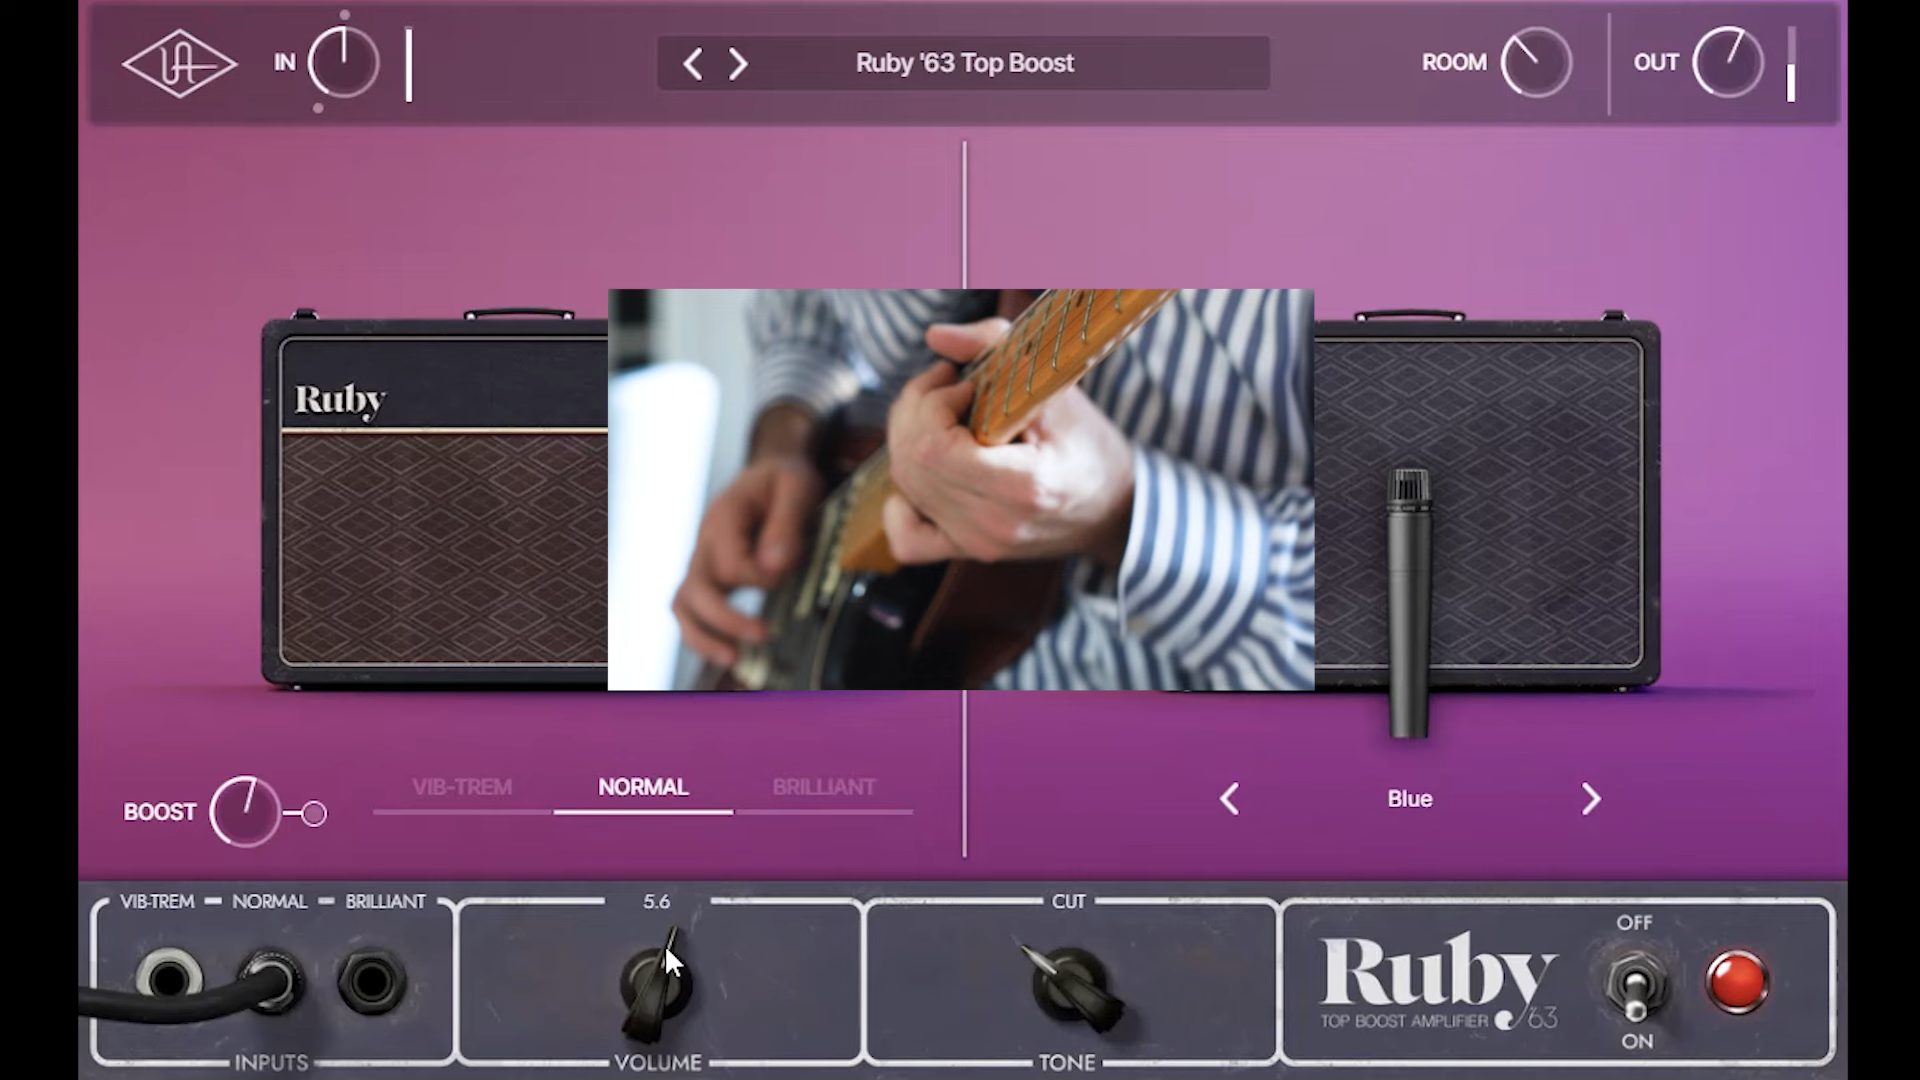 UA
IN
Ruby '63 Top Boost
ROOM
OUT
Ruby
BOOST
VIB-TREM
NORMAL
BRILLIANT
Blue
VIB-TREM
NORMAL
BRILLIANT
INPUTS
5.6
VOLUME
CUT
TONE
Ruby
TOP BOOST AMPLIFIER '63
OFF
ON